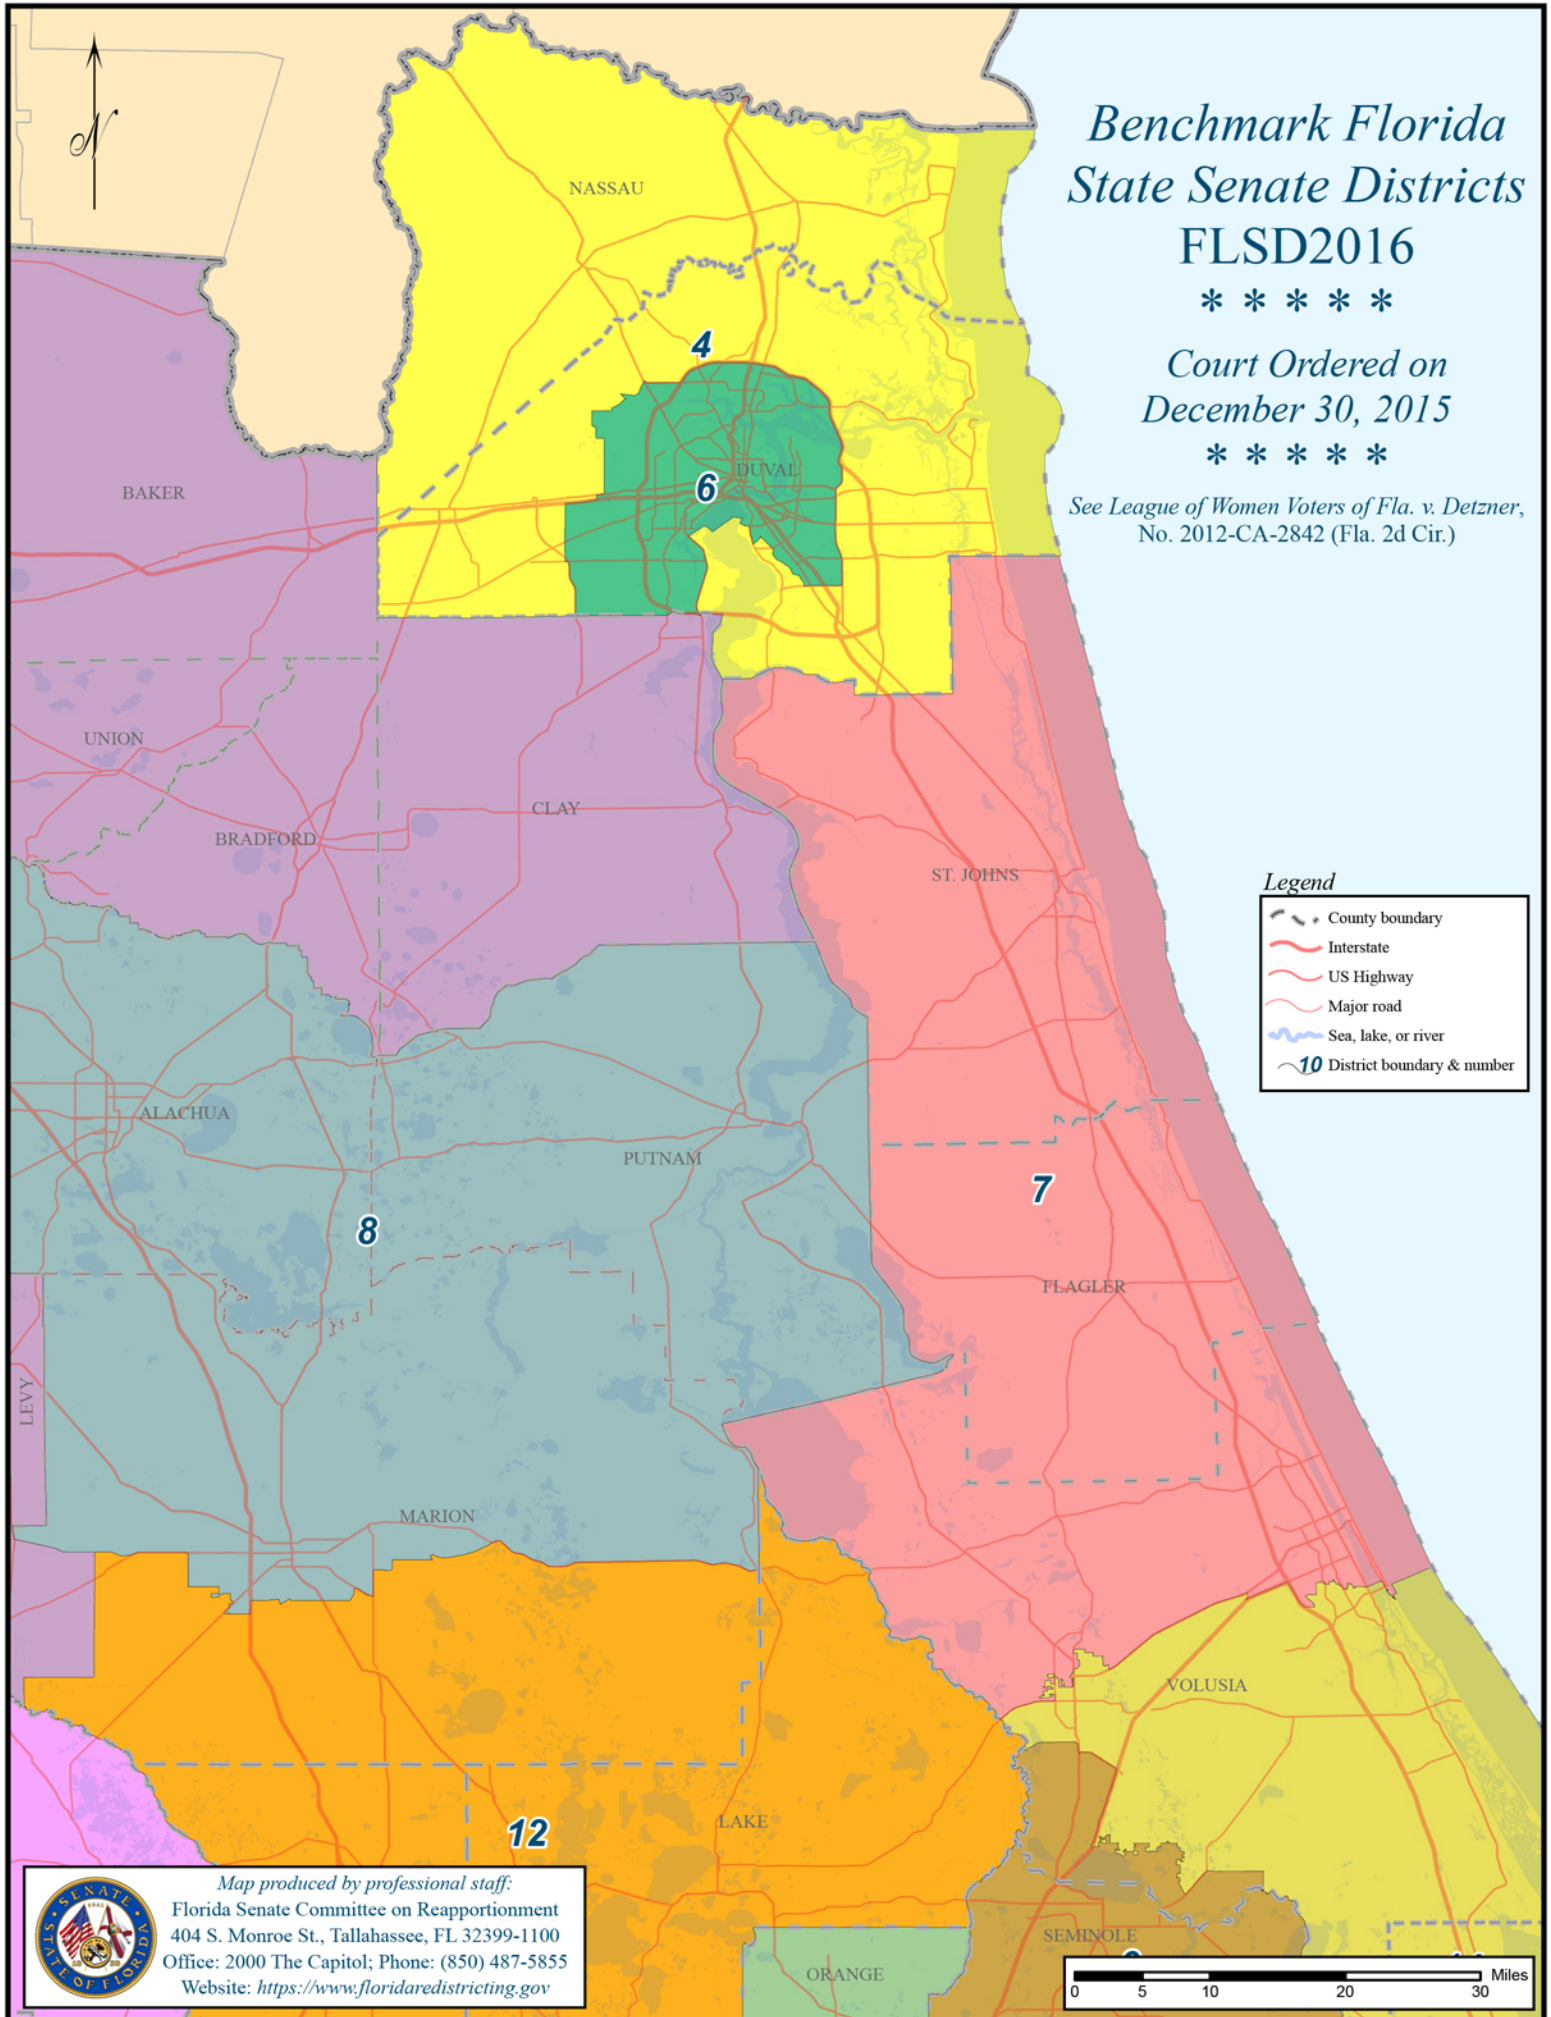 Benchmark Florida
State Senate Districts
FLSD2016
* * * * *
Court Ordered on
December 30, 2015
* * * * *
See League of Women Voters of Fla. v. Detzner,
No. 2012-CA-2842 (Fla. 2d Cir.)
N
NASSAU
4
DUVAL
6
BAKER
UNION
CLAY
BRADFORD
ST. JOHNS
Legend
County boundary
Interstate
US Highway
Major road
Sea, lake, or river
10 District boundary & number
ALACHUA
PUTNAM
7
8
FLAGLER
LEVY
MARION
VOLUSIA
LAKE
12
SEMINOLE
ORANGE
Map produced by professional staff:
Florida Senate Committee on Reapportionment
404 S. Monroe St., Tallahassee, FL 32399-1100
Office: 2000 The Capitol; Phone: (850) 487-5855
Website: https://www.floridaredistricting.gov
SENATE
SEAL
STATE OF FLORIDA
Miles
0 5 10 20 30